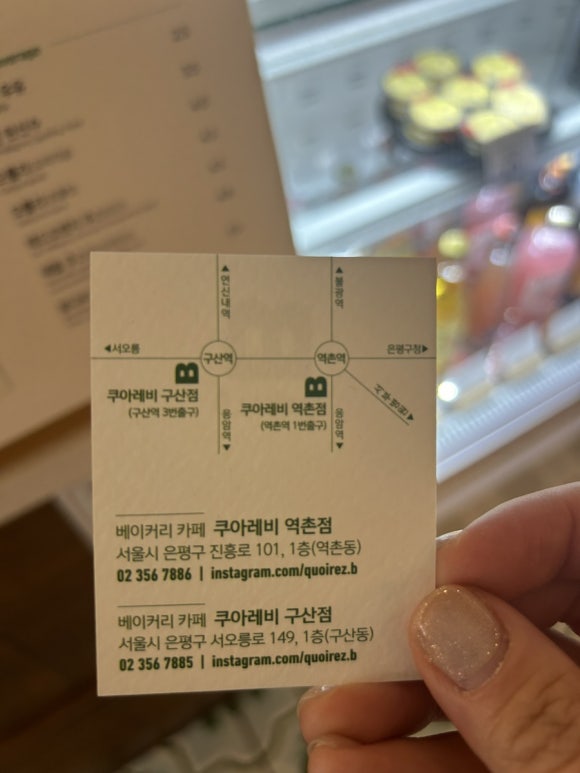 ▲연신내역
▲불광역
◀서오릉
구산역
역촌역
은평구청▶
B
B
쿠아레비 구산점
(구산역 3번출구)
쿠아레비 역촌점
(역촌역 1번출구)
응암역▼
응암역▼
베이커리 카페 쿠아레비 역촌점
서울시 은평구 진흥로 101, 1층(역촌동)
02 356 7886 | instagram.com/quoirez.b
베이커리 카페 쿠아레비 구산점
서울시 은평구 서오릉로 149, 1층(구산동)
02 356 7885 | instagram.com/quoirez.b